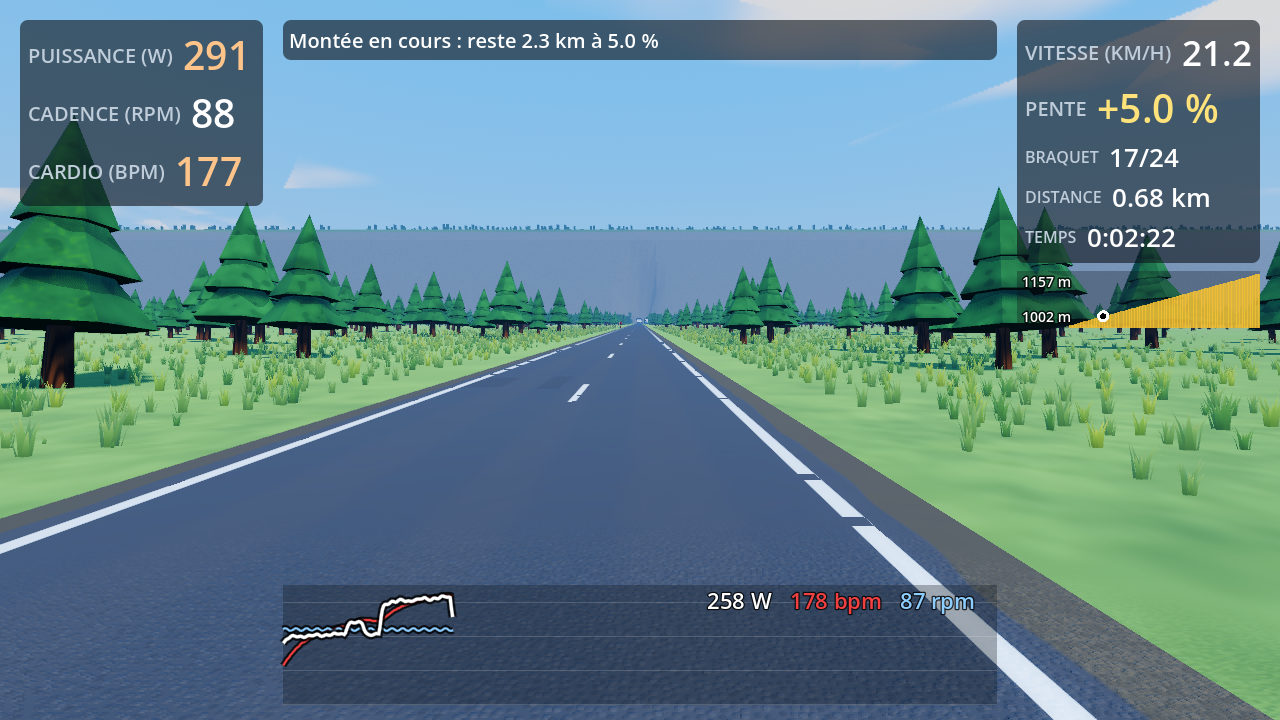 PUISSANCE (W) 291
CADENCE (RPM) 88
CARDIO (BPM) 177
Montée en cours : reste 2.3 km à 5.0 %
VITESSE (KM/H) 21.2
PENTE +5.0 %
BRAQUET 17/24
DISTANCE 0.68 km
TEMPS 0:02:22
1157 m
1002 m
258 W 178 bpm 87 rpm